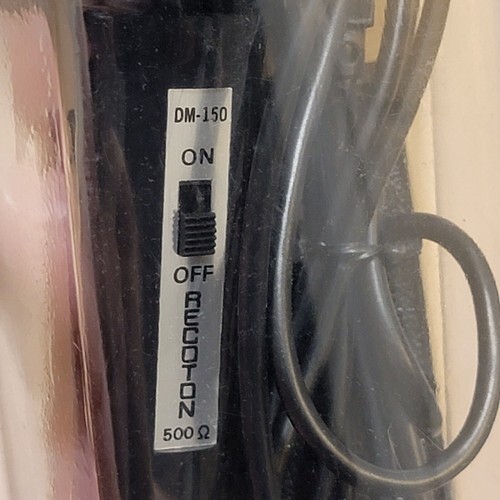 DM-150
ON
OFF
RECOTON
500 Ω